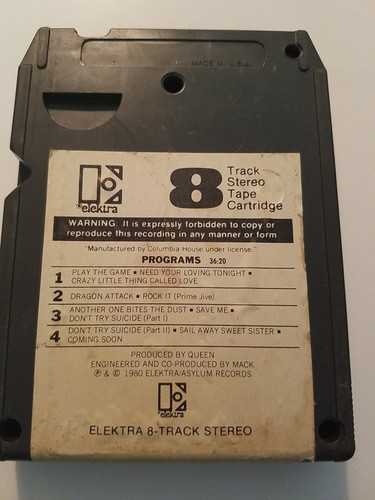 MADE IN U.S.A.
elektra
8 Track
Stereo
Tape
Cartridge
WARNING: It is expressly forbidden to copy or
reproduce this recording in any manner or form
"Manufactured by Columbia House under license."
PROGRAMS 36:20
1 PLAY THE GAME ▪ NEED YOUR LOVING TONIGHT ▪
CRAZY LITTLE THING CALLED LOVE
2 DRAGON ATTACK ▪ ROCK IT (Prime Jive)
3 ANOTHER ONE BITES THE DUST ▪ SAVE ME ▪
DON'T TRY SUICIDE (Part I)
4 DON'T TRY SUICIDE (Part II) ▪ SAIL AWAY SWEET SISTER ▪
COMING SOON
PRODUCED BY QUEEN
ENGINEERED AND CO-PRODUCED BY MACK
℗ & © 1980 ELEKTRA/ASYLUM RECORDS
elektra
ELEKTRA 8-TRACK STEREO